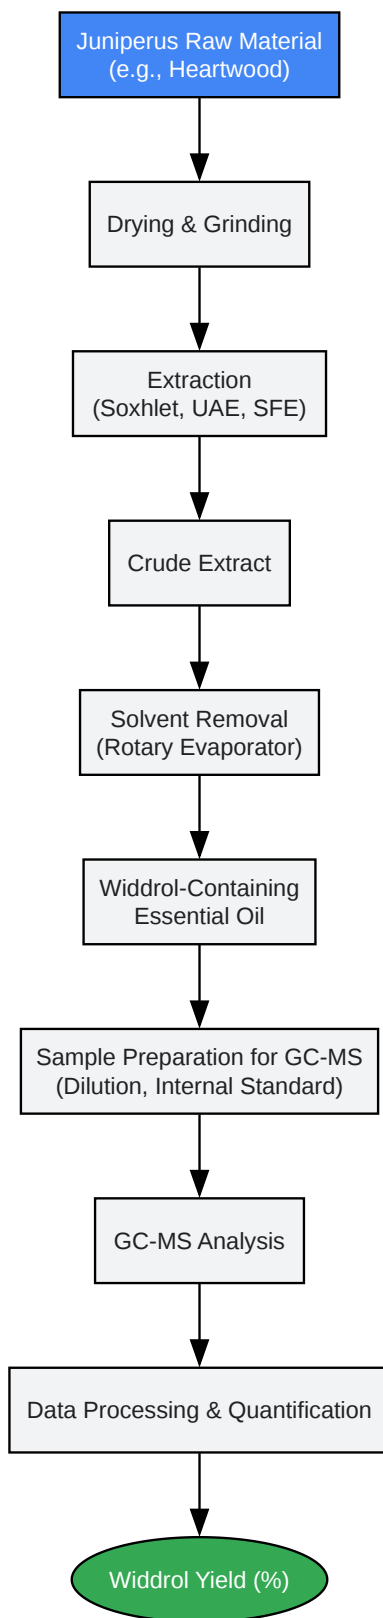 Juniperus Raw Material
(e.g., Heartwood)
Drying & Grinding
Extraction
(Soxhlet, UAE, SFE)
Crude Extract
Solvent Removal
(Rotary Evaporator)
Widdrol-Containing
Essential Oil
Sample Preparation for GC-MS
(Dilution, Internal Standard)
GC-MS Analysis
Data Processing & Quantification
Widdrol Yield (%)